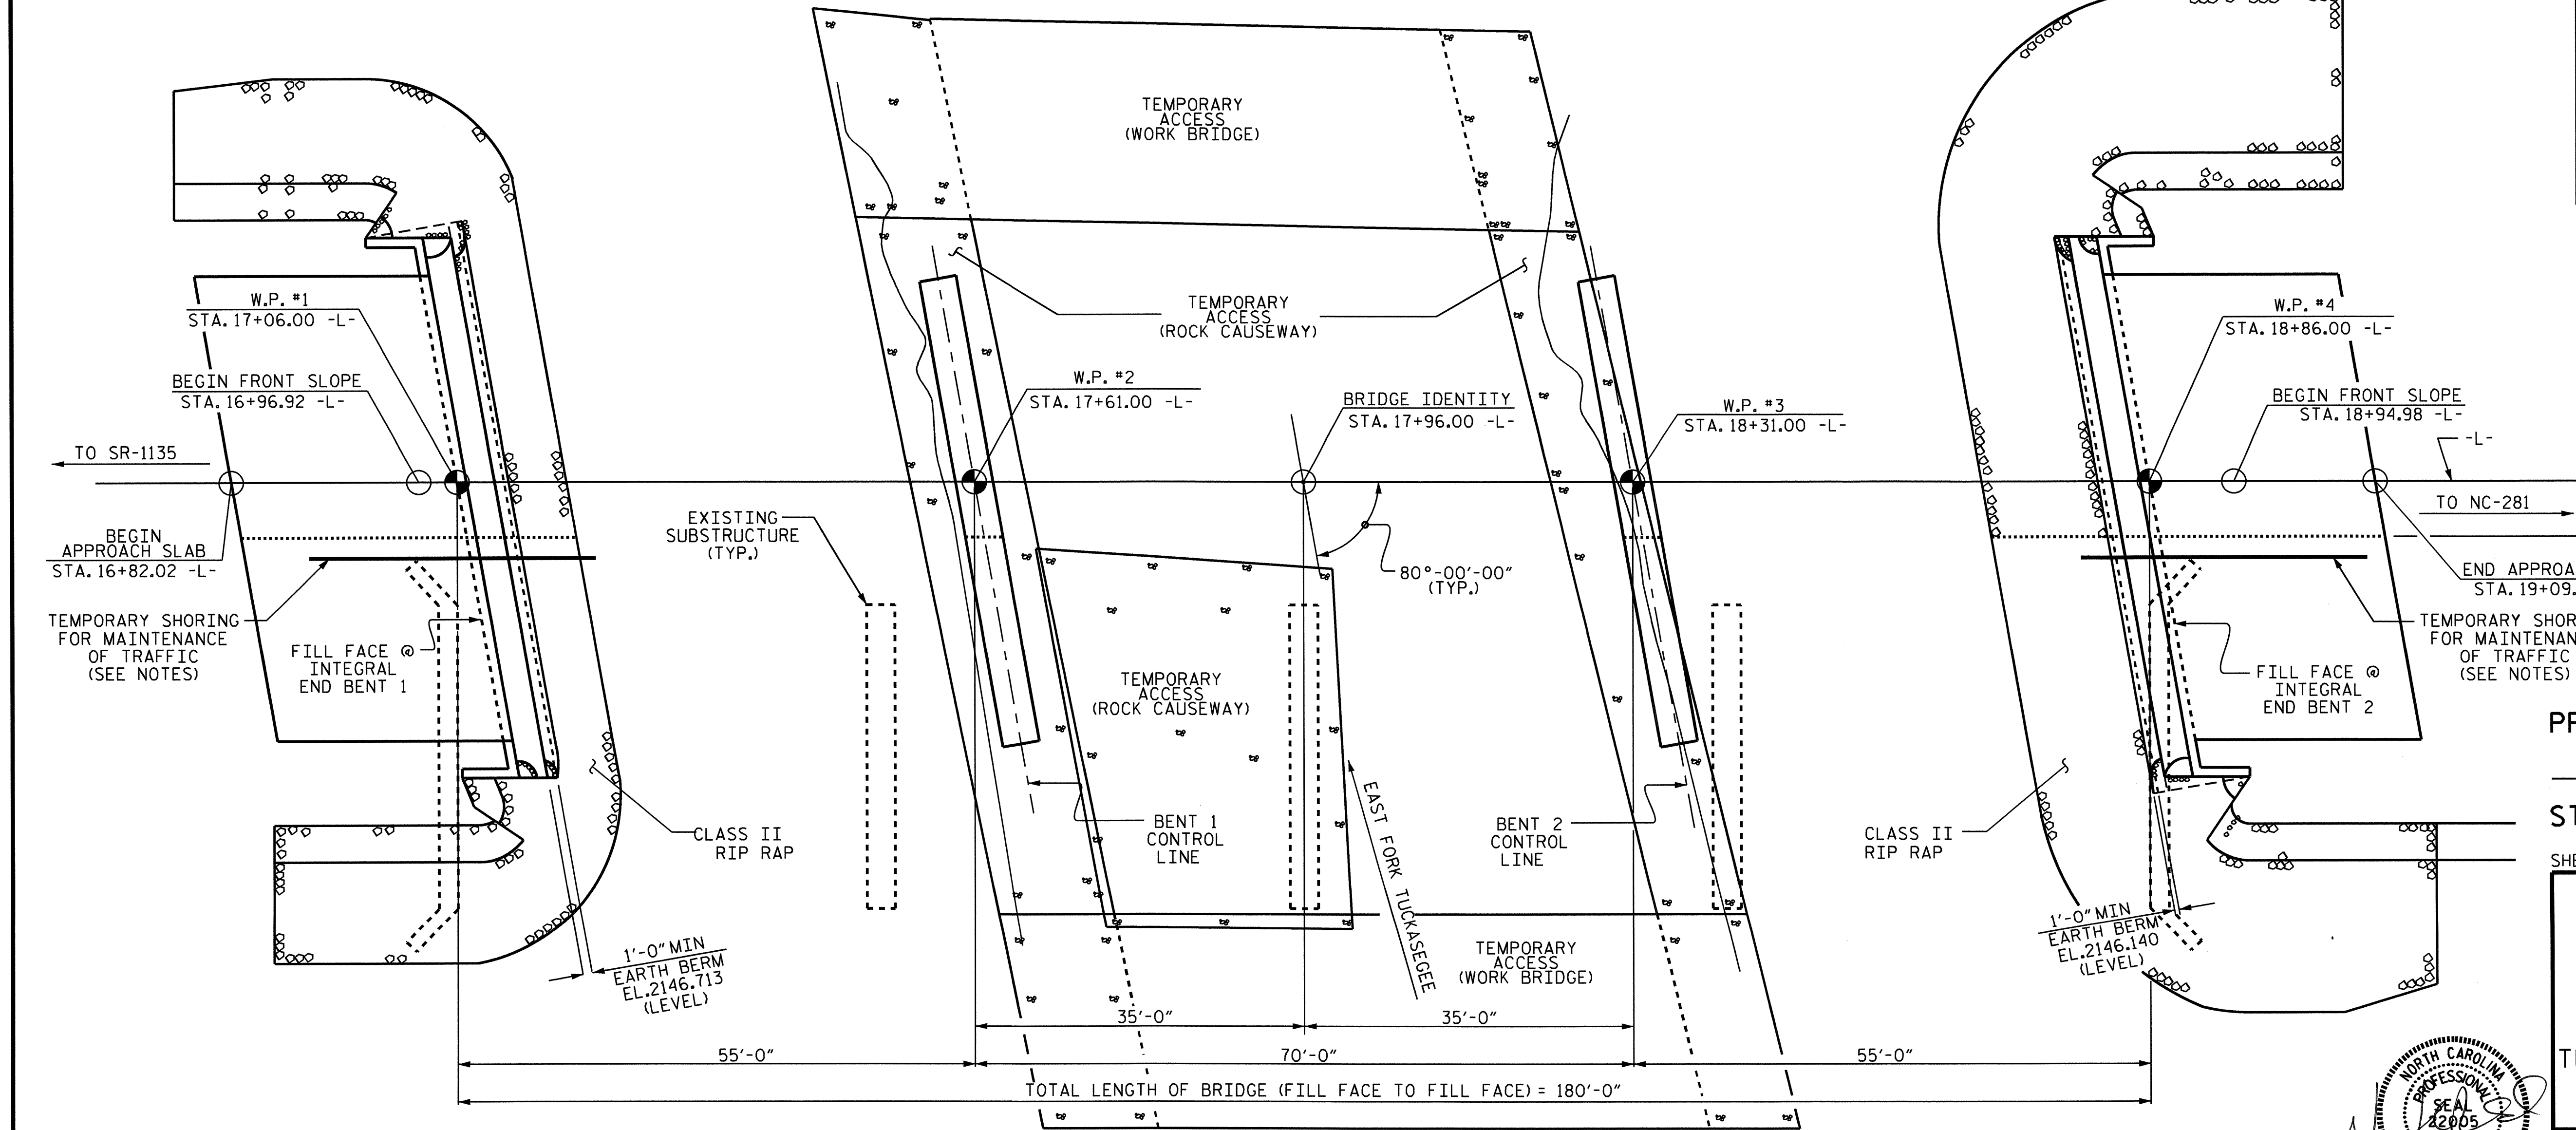 TEMPORARY
ACCESS
(WORK BRIDGE)
W.P. #1
STA. 17+06.00 -L-
BEGIN FRONT SLOPE
STA. 16+96.92 -L-
TO SR-1135
BEGIN
APPROACH SLAB
STA. 16+82.02 -L-
TEMPORARY SHORING
FOR MAINTENANCE
OF TRAFFIC
(SEE NOTES)
FILL FACE @
INTEGRAL
END BENT 1
EXISTING
SUBSTRUCTURE
(TYP.)
CLASS II
RIP RAP
1'-0" MIN
EARTH BERM
EL.2146.713
(LEVEL)
TEMPORARY
ACCESS
(ROCK CAUSEWAY)
W.P. #2
STA. 17+61.00 -L-
BRIDGE IDENTITY
STA. 17+96.00 -L-
W.P. #3
STA. 18+31.00 -L-
80°-00'-00"
(TYP.)
TEMPORARY
ACCESS
(ROCK CAUSEWAY)
BENT 1
CONTROL
LINE
EAST FORK TUCKASEGEE
BENT 2
CONTROL
LINE
TEMPORARY
ACCESS
(WORK BRIDGE)
W.P. #4
STA. 18+86.00 -L-
BEGIN FRONT SLOPE
STA. 18+94.98 -L-
-L-
TO NC-281
END APPROA
STA. 19+09.
TEMPORARY SHOR
FOR MAINTENAN
OF TRAFFIC
(SEE NOTES)
FILL FACE @
INTEGRAL
END BENT 2
CLASS II
RIP RAP
1'-0" MIN
EARTH BERM
EL.2146.140
(LEVEL)
35'-0"
35'-0"
55'-0"
70'-0"
55'-0"
TOTAL LENGTH OF BRIDGE (FILL FACE TO FILL FACE) = 180'-0"
ST
SHE
NORTH CAROLINA
PROFESSIONAL
SEAL
22005